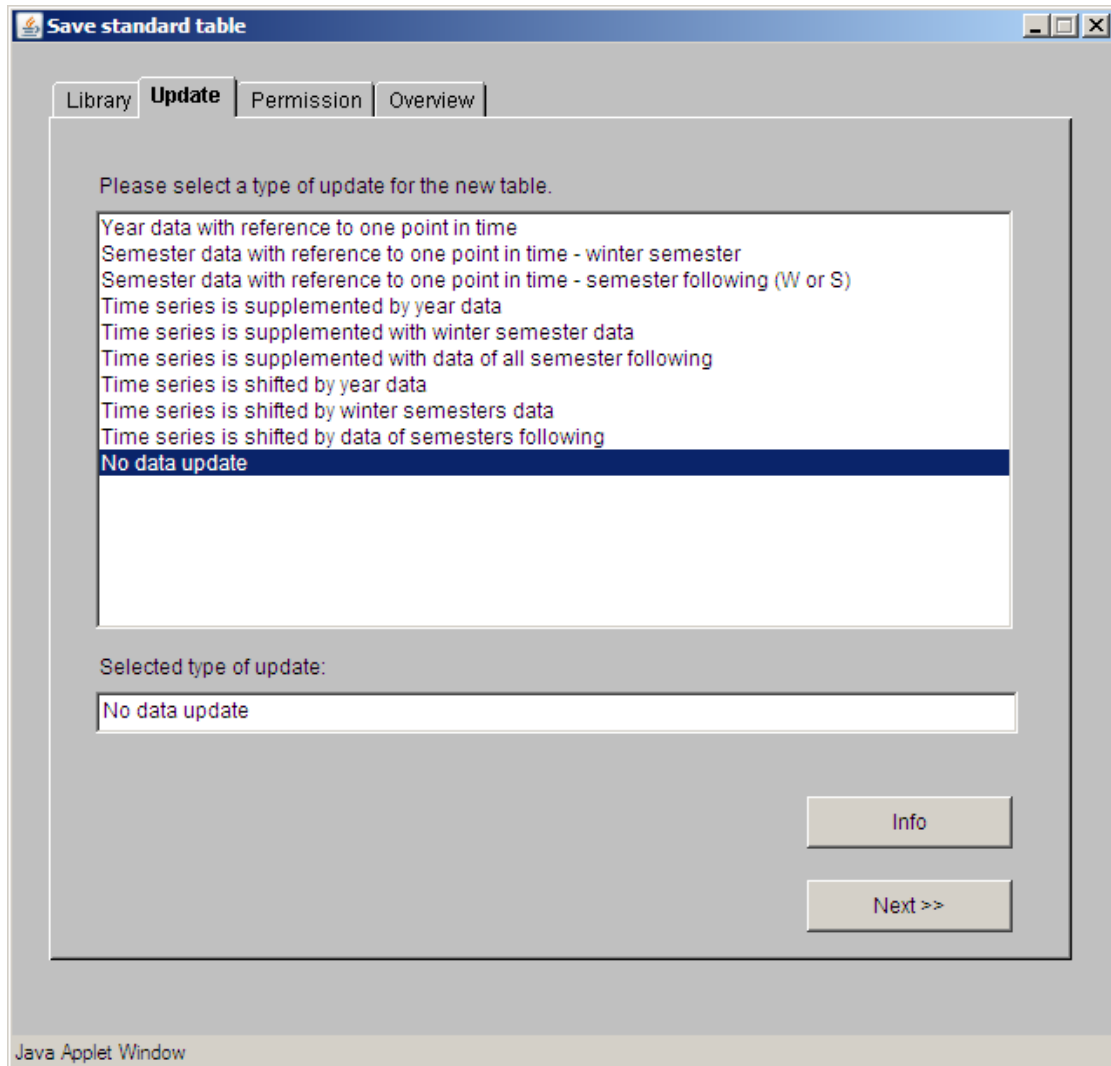 Save standard table
Library Update Permission Overview
Please select a type of update for the new table.
Year data with reference to one point in time
Semester data with reference to one point in time - winter semester
Semester data with reference to one point in time - semester following (W or S)
Time series is supplemented by year data
Time series is supplemented with winter semester data
Time series is supplemented with data of all semester following
Time series is shifted by year data
Time series is shifted by winter semesters data
Time series is shifted by data of semesters following
No data update
Selected type of update:
No data update
Info
Next >>
Java Applet Window